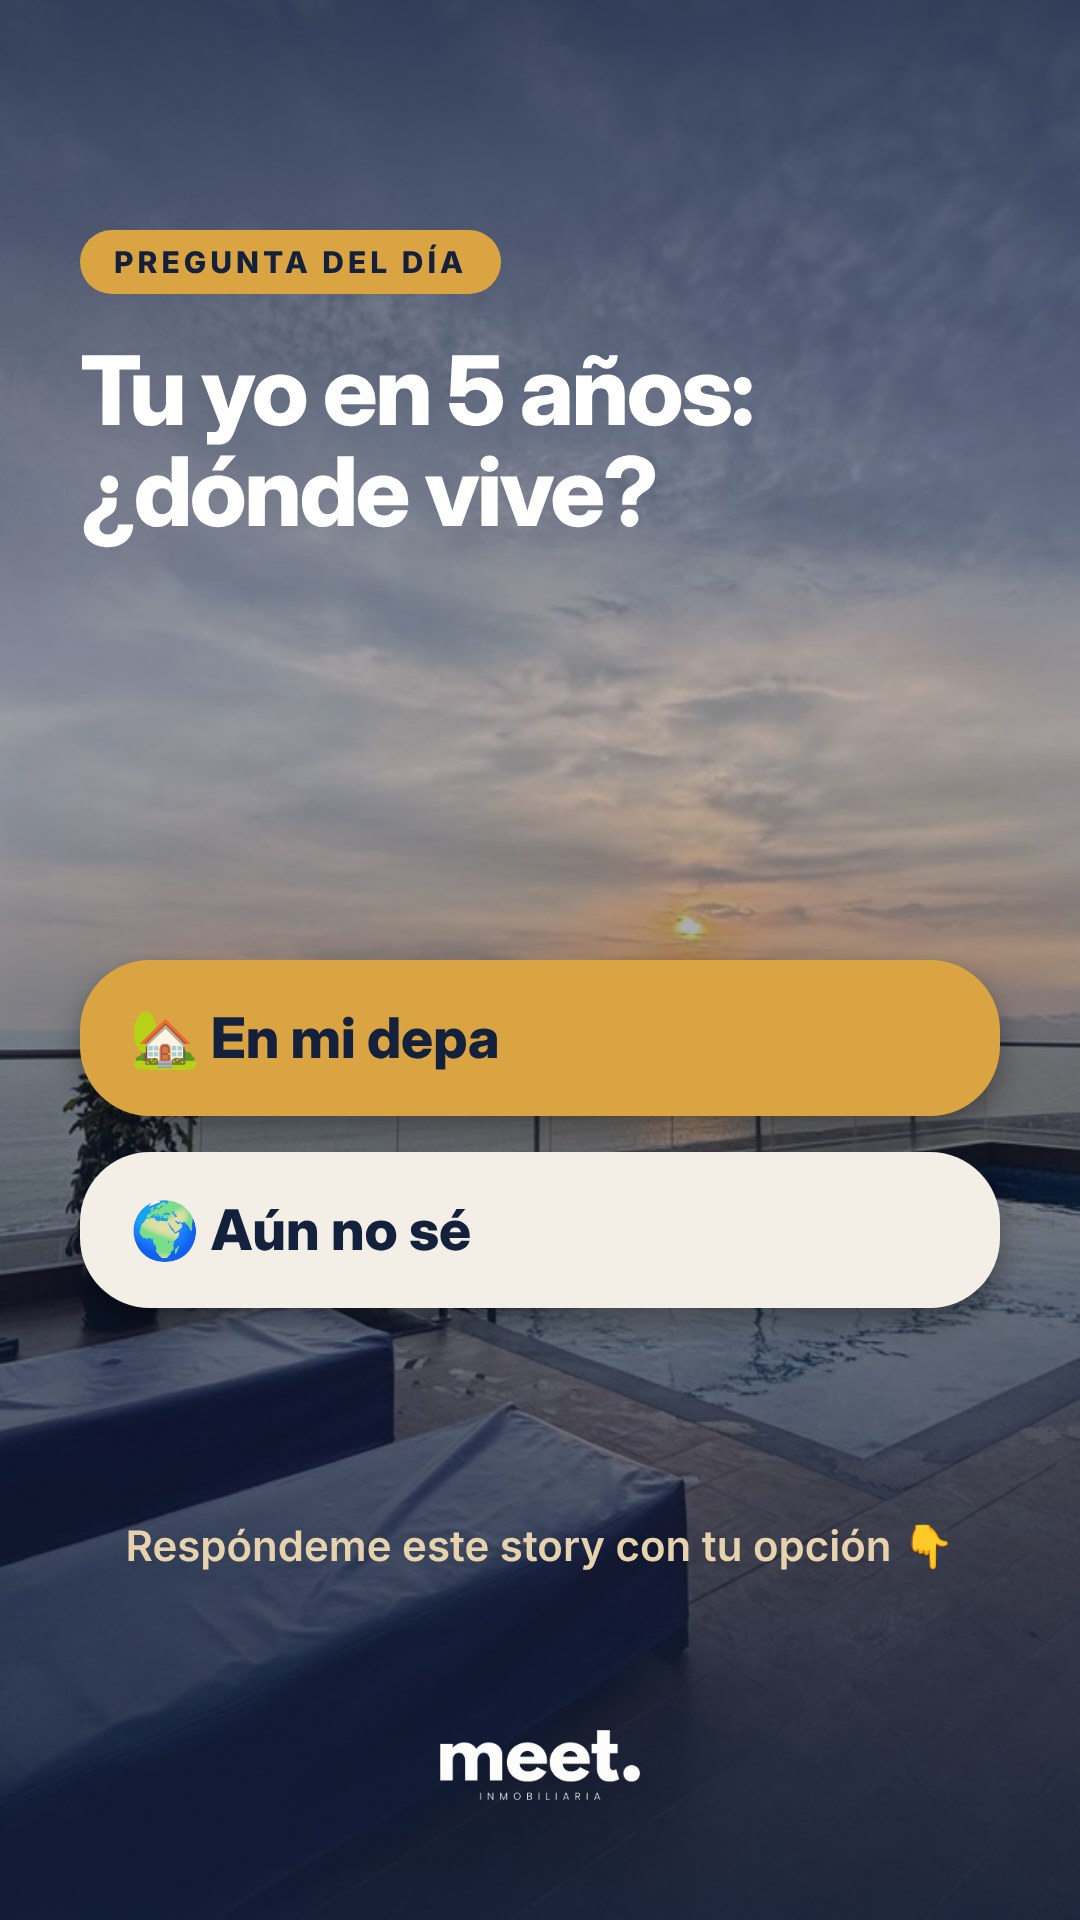 PREGUNTA DEL DÍA
Tu yo en 5 años:
¿dónde vive?
🏡 En mi depa
🌍 Aún no sé
Respóndeme este story con tu opción 👇
meet.
INMOBILIARIA